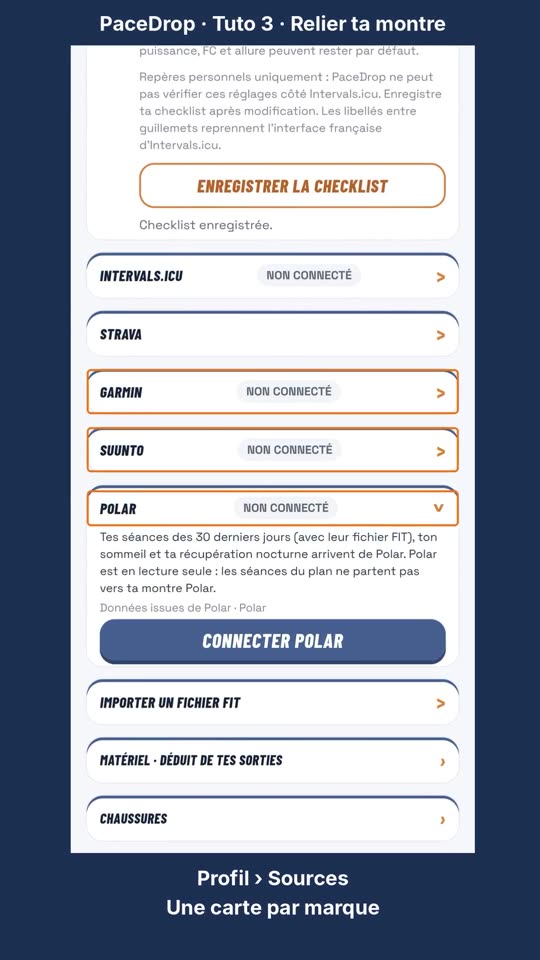 PaceDrop · Tuto 3 · Relier ta montre
puissance, FC et allure peuvent rester par défaut.
Repères personnels uniquement : PaceDrop ne peut
pas vérifier ces réglages côté Intervals.icu. Enregistre
ta checklist après modification. Les libellés entre
guillemets reprennent l'interface française
d'Intervals.icu.
ENREGISTRER LA CHECKLIST
Checklist enregistrée.
INTERVALS.ICU NON CONNECTÉ >
STRAVA >
GARMIN NON CONNECTÉ >
SUUNTO NON CONNECTÉ >
POLAR NON CONNECTÉ
Tes séances des 30 derniers jours (avec leur fichier FIT), ton
sommeil et ta récupération nocturne arrivent de Polar. Polar
est en lecture seule : les séances du plan ne partent pas
vers ta montre Polar.
Données issues de Polar · Polar
CONNECTER POLAR
IMPORTER UN FICHIER FIT >
MATÉRIEL · DÉDUIT DE TES SORTIES ›
CHAUSSURES ›
Profil › Sources
Une carte par marque